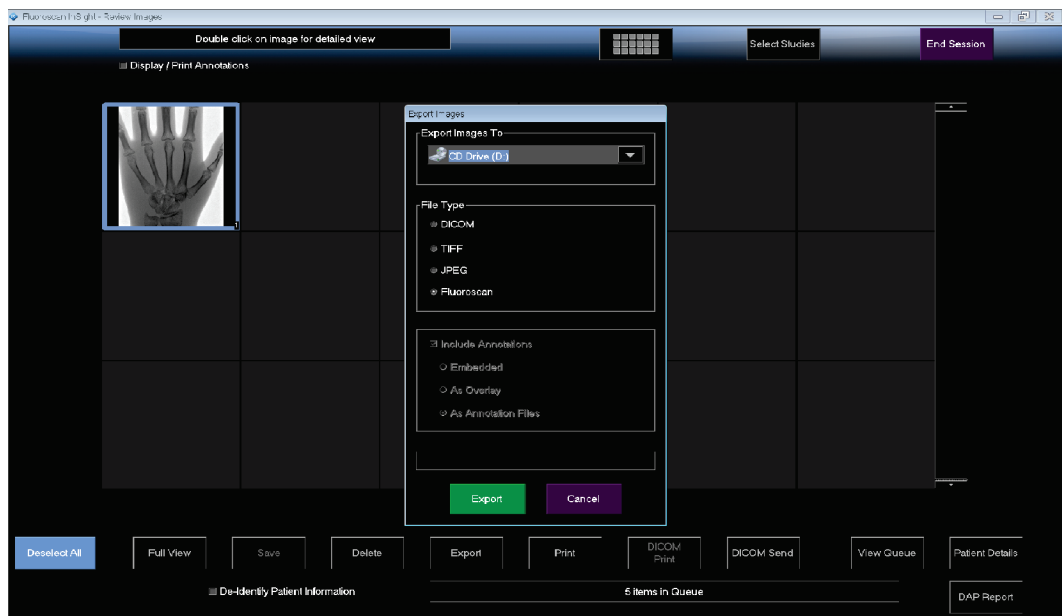 Fluoroscan InSight - Review Images
Double click on image for detailed view
Select Studies
End Session
Display / Print Annotations
1
Export Images
Export Images To
CD Drive (D:)
File Type
DICOM
TIFF
JPEG
Fluoroscan
Include Annotations
Embedded
As Overlay
As Annotation Files
Export
Cancel
Deselect All
Full View
Save
Delete
Export
Print
DICOM
Print
DICOM Send
View Queue
Patient Details
De-Identify Patient Information
5 items in Queue
DAP Report